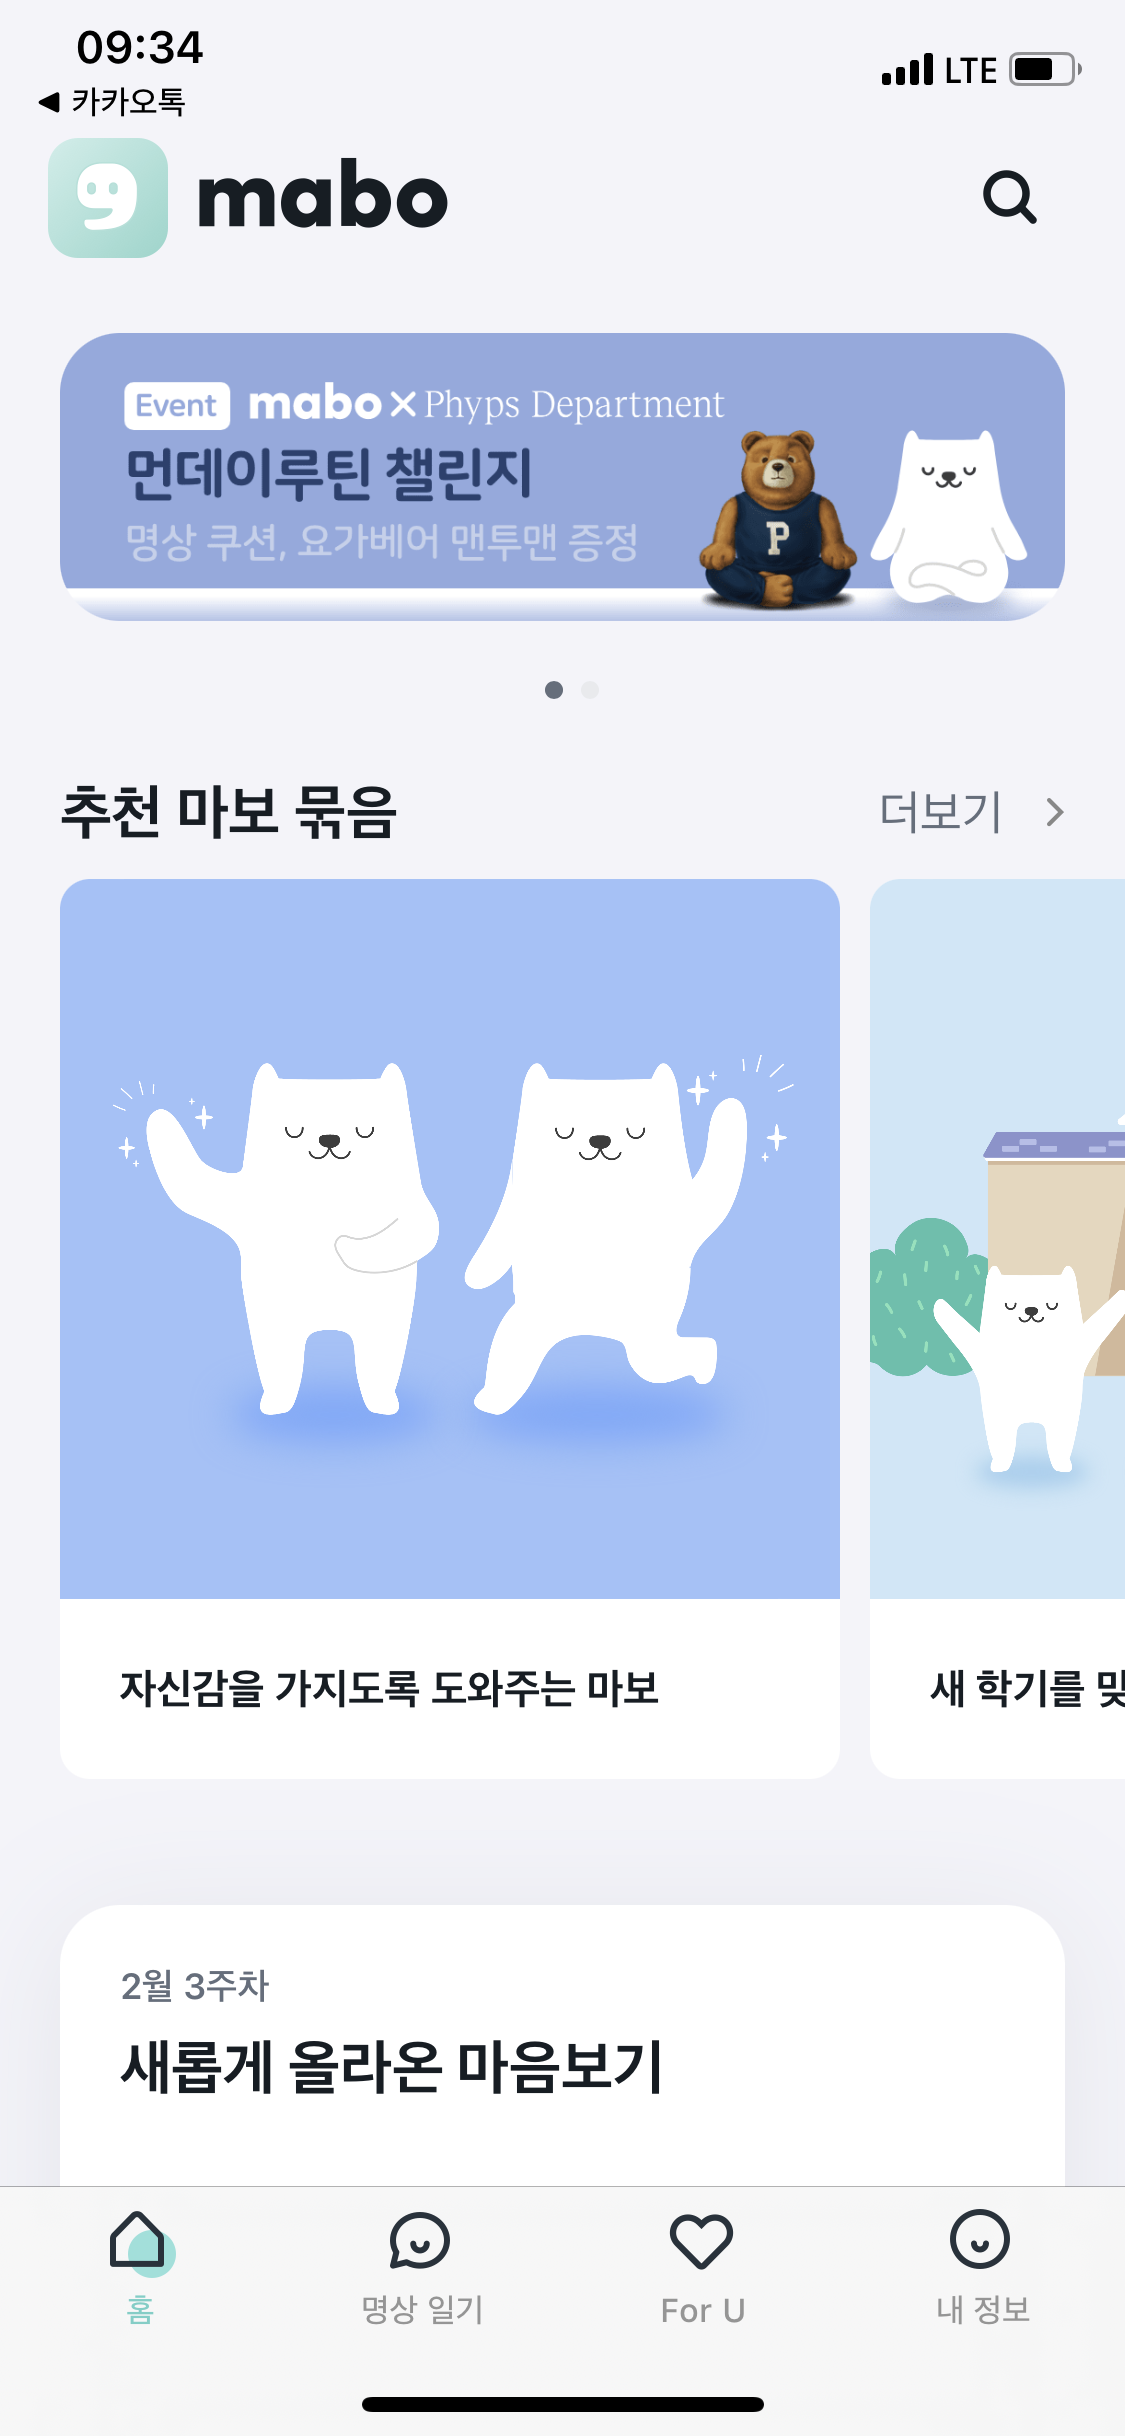 09:34
LTE
카카오톡
mabo
Event mabo × Phyps Department
먼데이루틴 챌린지
명상 쿠션, 요가베어 맨투맨 증정
P
추천 마보 묶음
더보기
자신감을 가지도록 도와주는 마보
새 학기를 맞
2월 3주차
새롭게 올라온 마음보기
홈
명상 일기
For U
내 정보